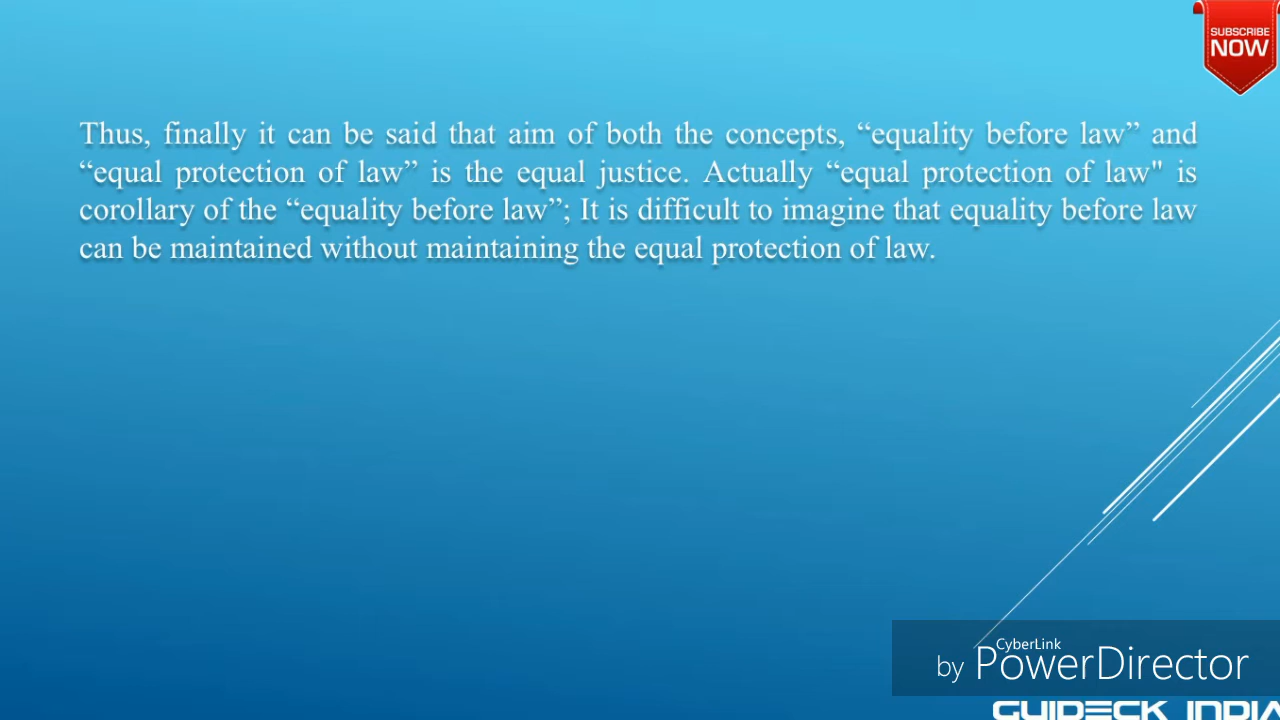 SUBSCRIBE
NOW
Thus, finally it can be said that aim of both the concepts, “equality before law” and
“equal protection of law” is the equal justice. Actually “equal protection of law" is
corollary of the “equality before law”; It is difficult to imagine that equality before law
can be maintained without maintaining the equal protection of law.
CyberLink
by PowerDirector
GUIDECK INDIA